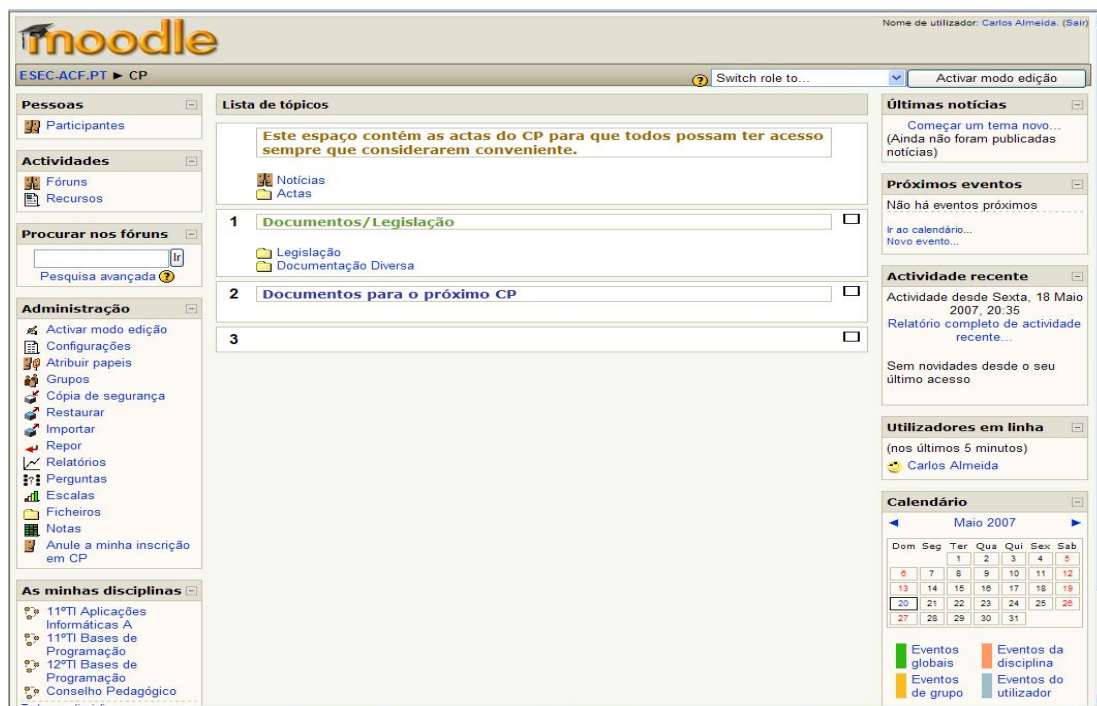 moodle
Nome de utilizador: Carlos Almeida. (Sair)
ESEC-ACF.PT ► CP
Switch role to...
Activar modo edição
Pessoas
Participantes
Actividades
Fóruns
Recursos
Procurar nos fóruns
Ir
Pesquisa avançada
Administração
Activar modo edição
Configurações
Atribuir papeis
Grupos
Cópia de segurança
Restaurar
Importar
Repor
Relatórios
Perguntas
Escalas
Ficheiros
Notas
Anule a minha inscrição
em CP
As minhas disciplinas
11ºTI Aplicações
Informáticas A
11ºTI Bases de
Programação
12ºTI Bases de
Programação
Conselho Pedagógico
Lista de tópicos
Este espaço contém as actas do CP para que todos possam ter acesso
sempre que considerarem conveniente.
Notícias
Actas
1 Documentos/Legislação
Legislação
Documentação Diversa
2 Documentos para o próximo CP
3
Últimas notícias
Começar um tema novo...
(Ainda não foram publicadas
notícias)
Próximos eventos
Não há eventos próximos
Ir ao calendário...
Novo evento...
Actividade recente
Actividade desde Sexta, 18 Maio
2007, 20:35
Relatório completo de actividade
recente...
Sem novidades desde o seu
último acesso
Utilizadores em linha
(nos últimos 5 minutos)
Carlos Almeida
Calendário
◄ Maio 2007 ►
Dom Seg Ter Qua Qui Sex Sab
1 2 3 4 5
6 7 8 9 10 11 12
13 14 15 16 17 18 19
20 21 22 23 24 25 26
27 28 29 30 31
Eventos
globais
Eventos da
disciplina
Eventos
de grupo
Eventos do
utilizador